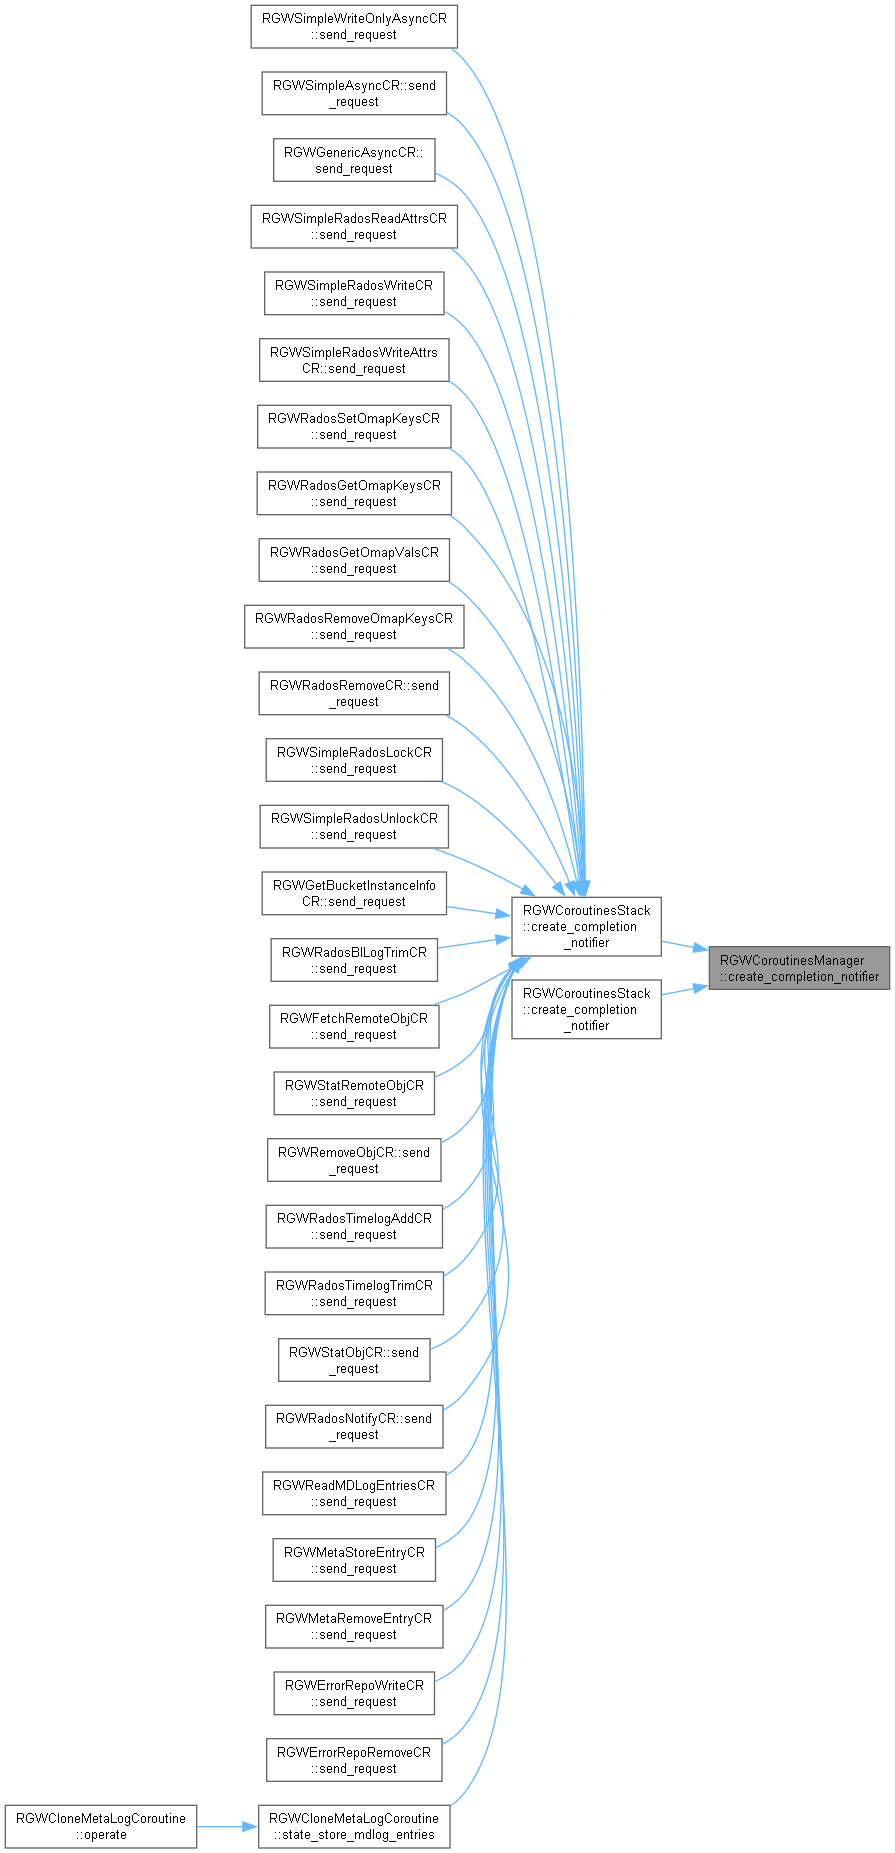 RGWSimpleWriteOnlyAsyncCR
::send_request
RGWSimpleAsyncCR::send
_request
RGWGenericAsyncCR::
send_request
RGWSimpleRadosReadAttrsCR
::send_request
RGWSimpleRadosWriteCR
::send_request
RGWSimpleRadosWriteAttrs
CR::send_request
RGWRadosSetOmapKeysCR
::send_request
RGWRadosGetOmapKeysCR
::send_request
RGWRadosGetOmapValsCR
::send_request
RGWRadosRemoveOmapKeysCR
::send_request
RGWRadosRemoveCR::send
_request
RGWSimpleRadosLockCR
::send_request
RGWSimpleRadosUnlockCR
::send_request
RGWGetBucketInstanceInfo
CR::send_request
RGWRadosBILogTrimCR
::send_request
RGWFetchRemoteObjCR
::send_request
RGWStatRemoteObjCR
::send_request
RGWRemoveObjCR::send
_request
RGWRadosTimelogAddCR
::send_request
RGWRadosTimelogTrimCR
::send_request
RGWStatObjCR::send
_request
RGWRadosNotifyCR::send
_request
RGWReadMDLogEntriesCR
::send_request
RGWMetaStoreEntryCR
::send_request
RGWMetaRemoveEntryCR
::send_request
RGWErrorRepoWriteCR
::send_request
RGWErrorRepoRemoveCR
::send_request
RGWCloneMetaLogCoroutine
::state_store_mdlog_entries
RGWCloneMetaLogCoroutine
::operate
RGWCoroutinesStack
::create_completion
_notifier
RGWCoroutinesStack
::create_completion
_notifier
RGWCoroutinesManager
::create_completion_notifier